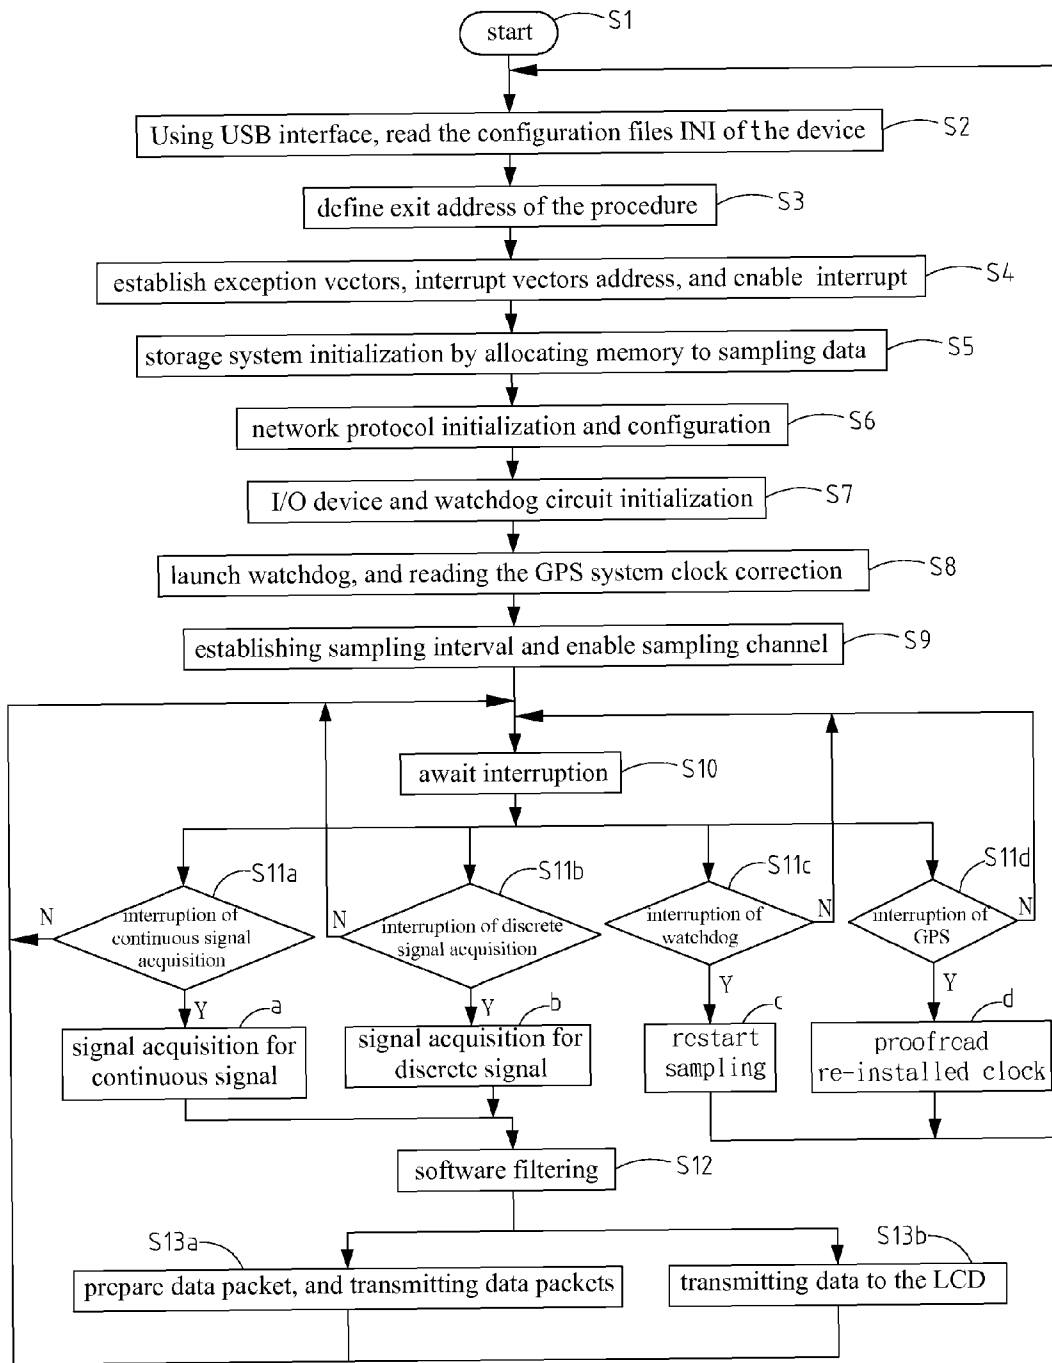 start
S1
Using USB interface, read the configuration files INI of the device
S2
define exit address of the procedure
S3
establish exception vectors, interrupt vectors address, and enable interrupt
S4
storage system initialization by allocating memory to sampling data
S5
network protocol initialization and configuration
S6
I/O device and watchdog circuit initialization
S7
launch watchdog, and reading the GPS system clock correction
S8
establishing sampling interval and enable sampling channel
S9
await interruption
S10
S11a
S11b
S11c
S11d
N
interruption of
continuous signal
acquisition
N
interruption of discrete
signal acquisition
interruption of
watchdog
N
interruption of
GPS
N
Y
a
Y
b
Y
c
Y
d
signal acquisition for
continuous signal
signal acquisition for
discrete signal
restart
sampling
proofread
re-installed clock
software filtering
S12
S13a
S13b
prepare data packet, and transmitting data packets
transmitting data to the LCD